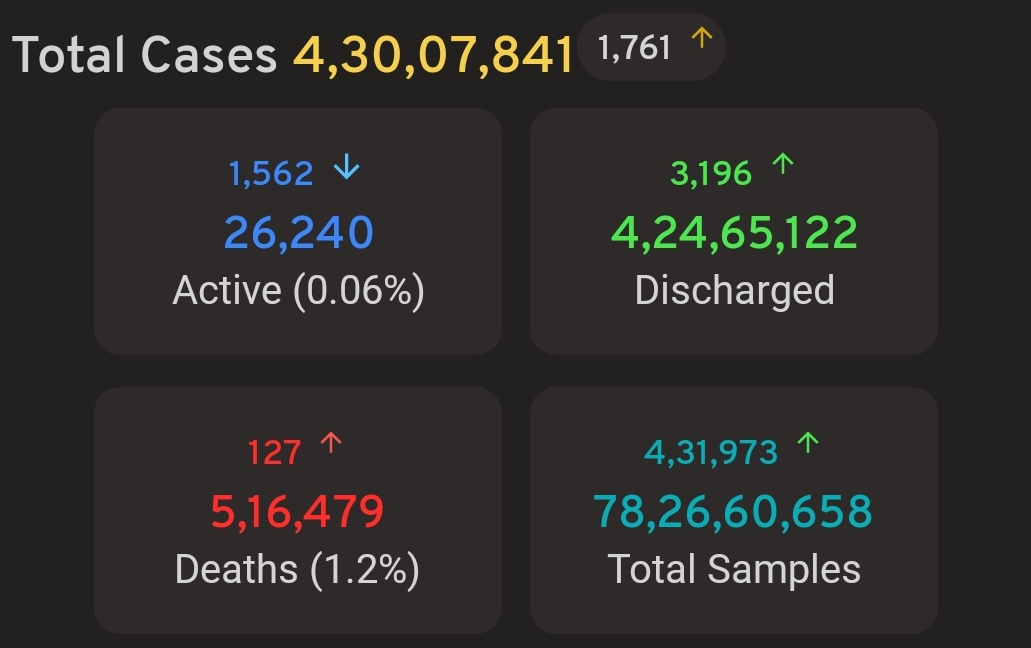 Total Cases 4,30,07,841 1,761 ↑
1,562 ↓
26,240
Active (0.06%)
3,196 ↑
4,24,65,122
Discharged
127 ↑
5,16,479
Deaths (1.2%)
4,31,973 ↑
78,26,60,658
Total Samples